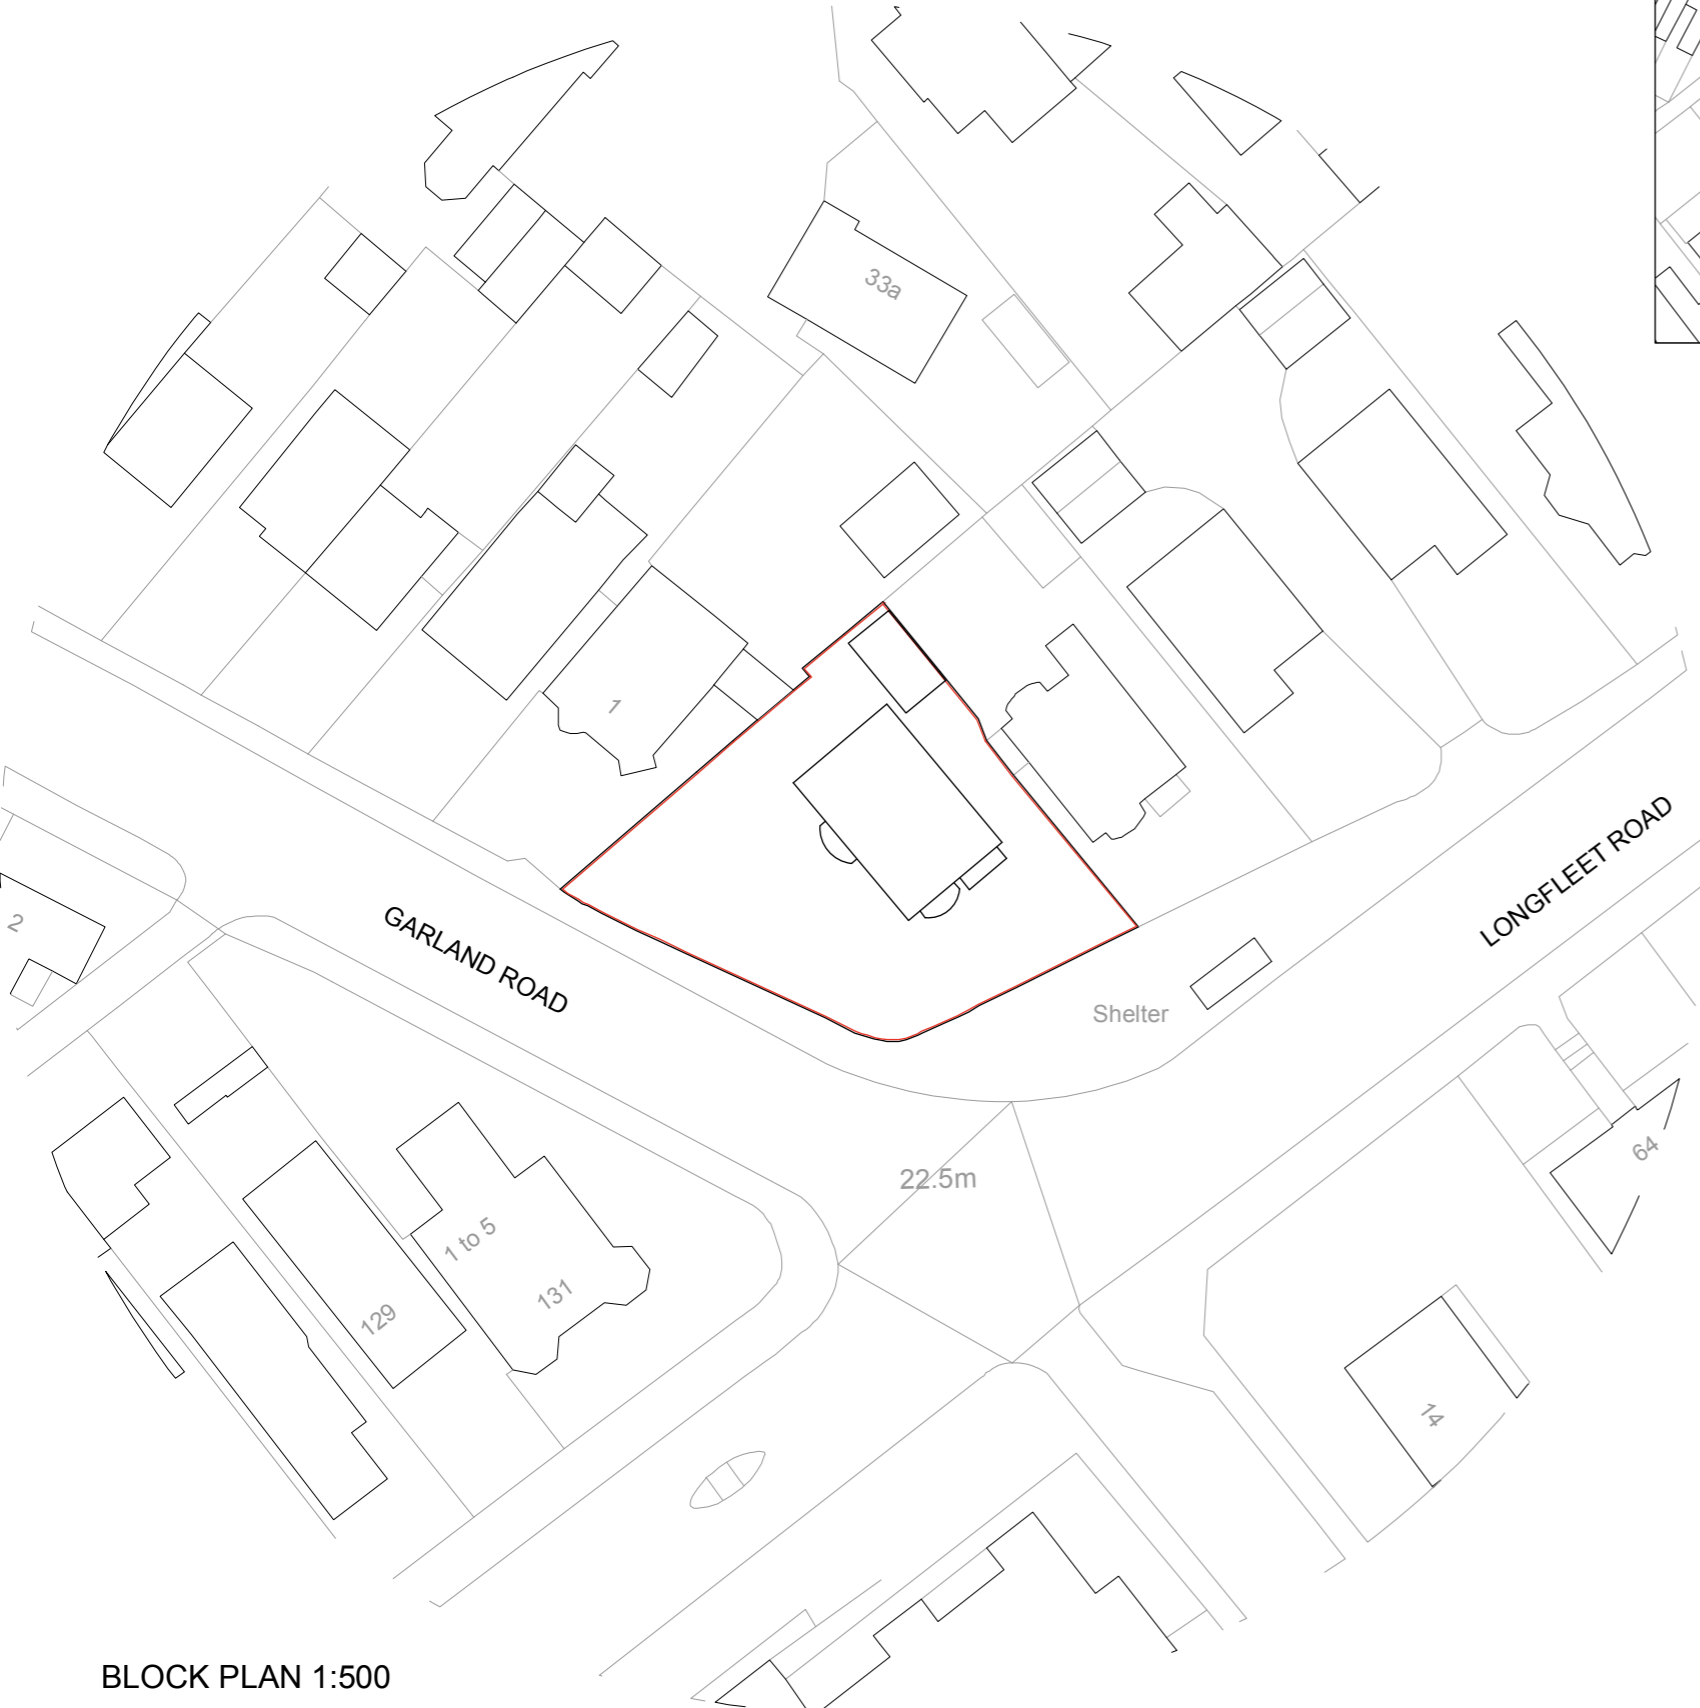 33a
1
2
GARLAND ROAD
LONGFLEET ROAD
Shelter
22.5m
64
1 to 5
131
129
14
BLOCK PLAN 1:500